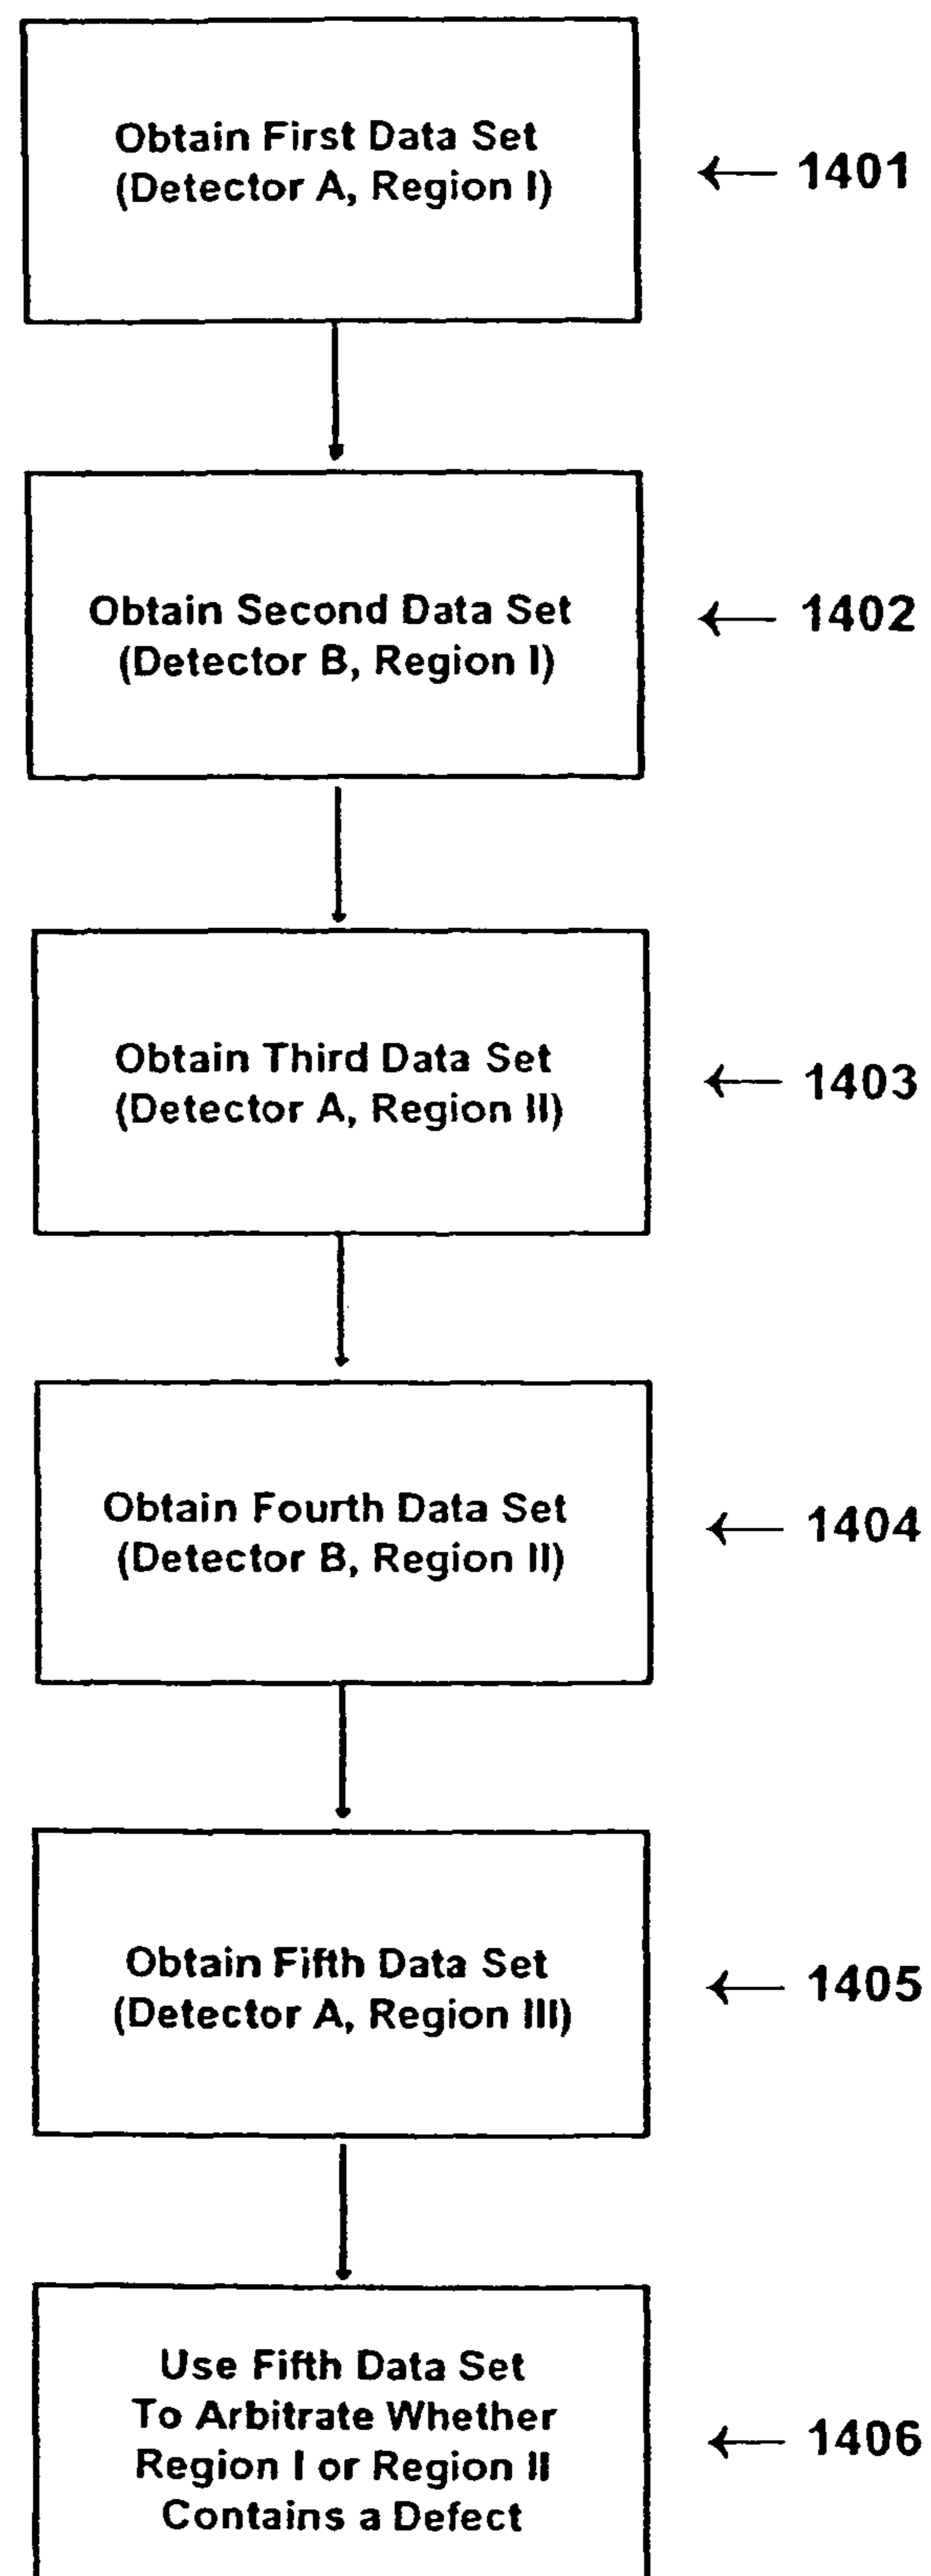 Obtain First Data Set
(Detector A, Region I)
← 1401
Obtain Second Data Set
(Detector B, Region I)
← 1402
Obtain Third Data Set
(Detector A, Region II)
← 1403
Obtain Fourth Data Set
(Detector B, Region II)
← 1404
Obtain Fifth Data Set
(Detector A, Region III)
← 1405
Use Fifth Data Set
To Arbitrate Whether
Region I or Region II
Contains a Defect
← 1406